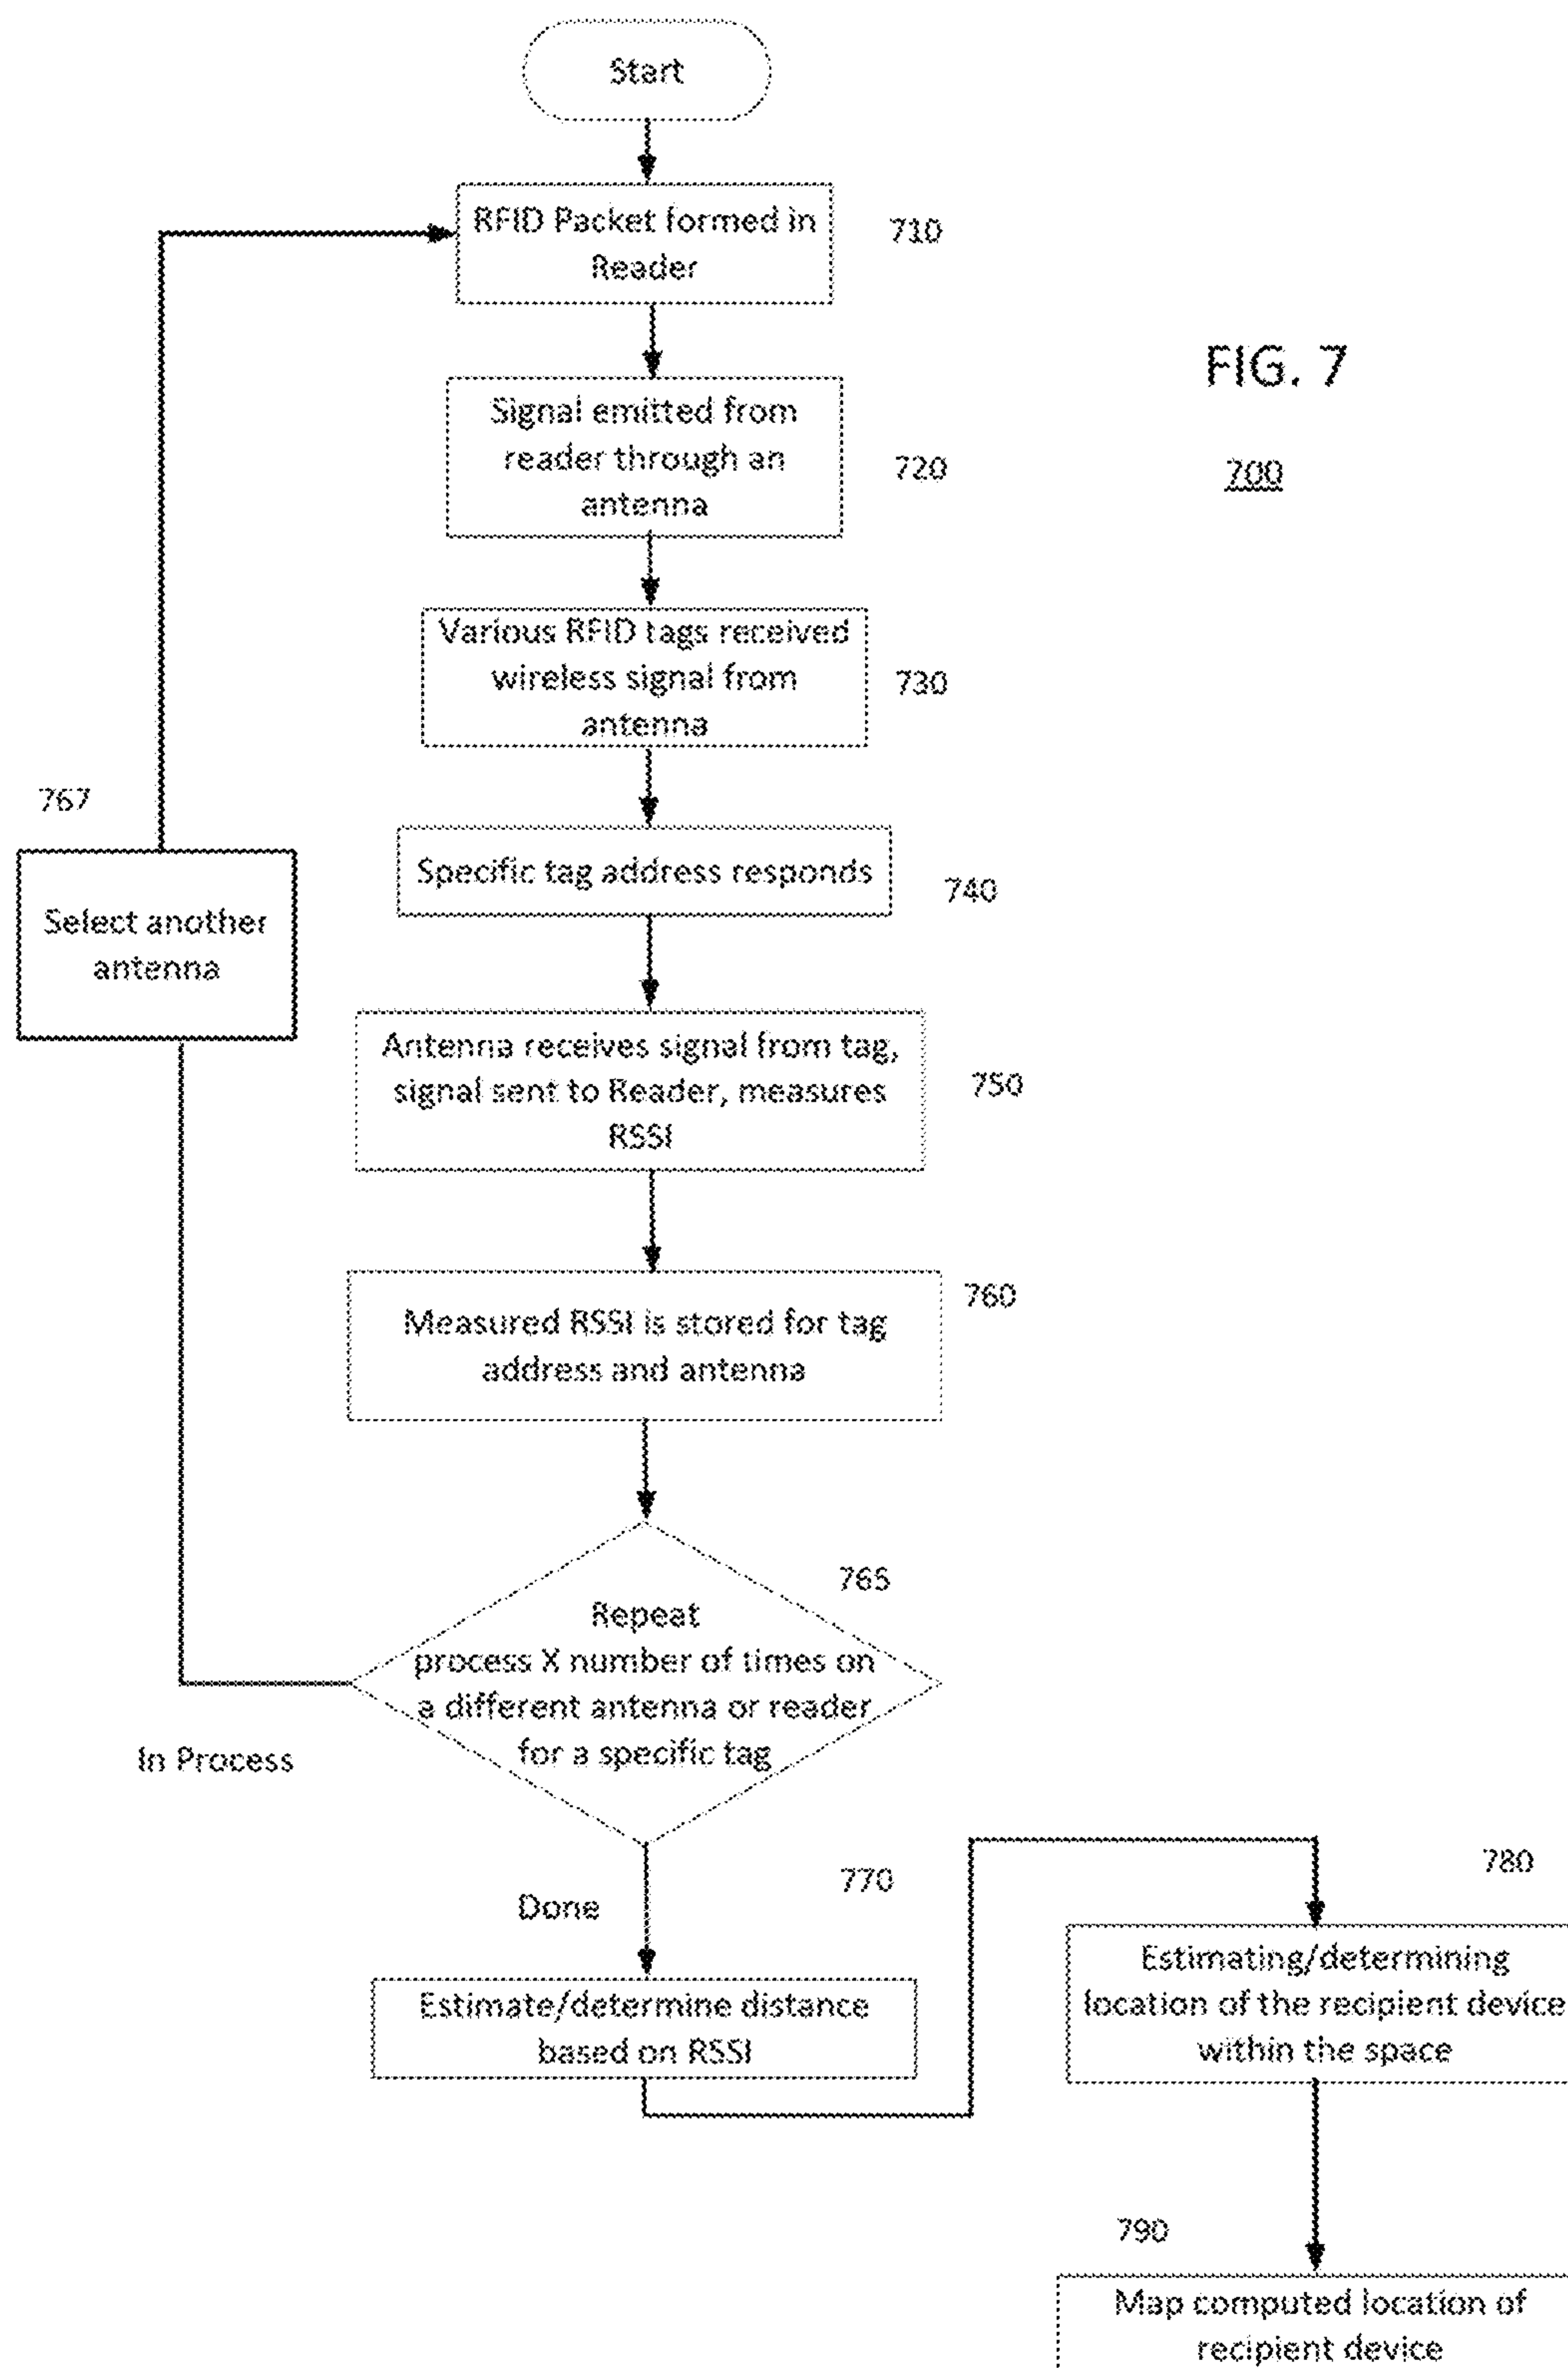 Start
RFID Packet formed in
Reader
710
FIG. 7
700
Signal emitted from
reader through an
antenna
720
Various RFID tags received
wireless signal from
antenna
730
767
Select another
antenna
Specific tag address responds
740
Antenna receives signal from tag,
signal sent to Reader, measures
RSSI
750
Measured RSSI is stored for tag
address and antenna
760
765
Repeat
process X number of times on
a different antenna or reader
for a specific tag
In Process
Done
770
Estimate/determine distance
based on RSSI
780
Estimating/determining
location of the recipient device
within the space
790
Map computed location of
recipient device